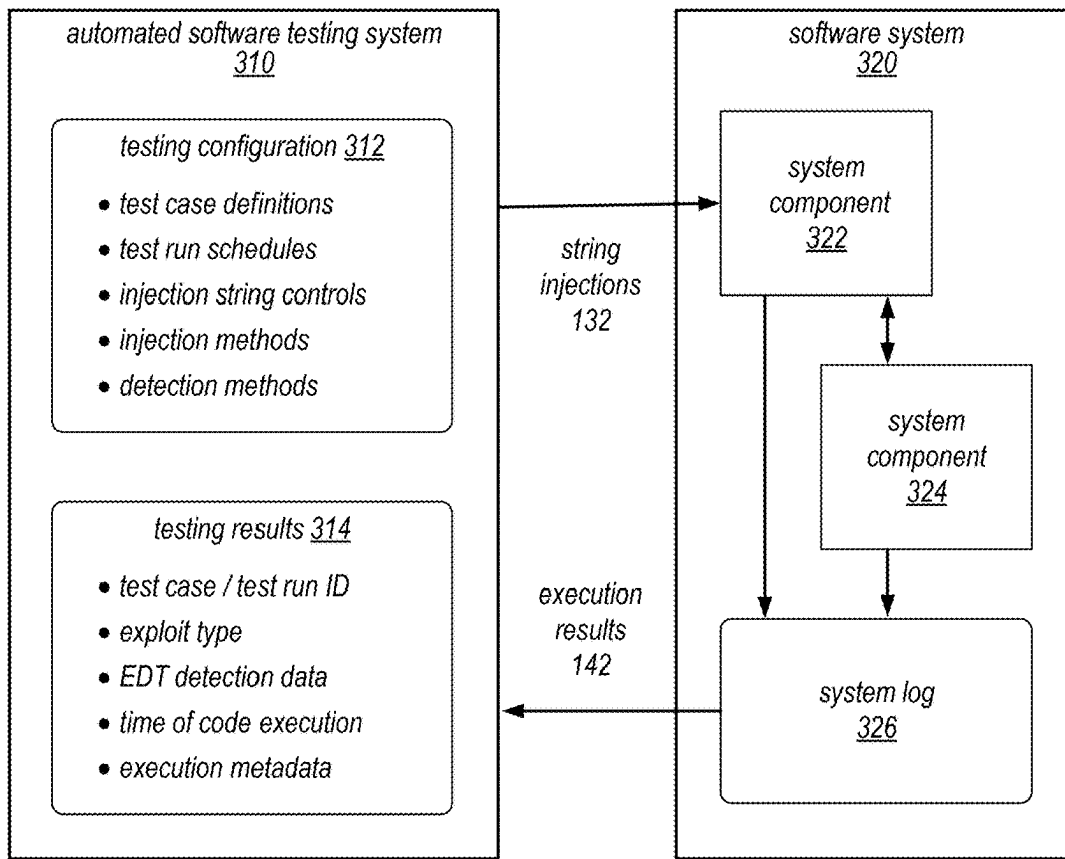 automated software testing system
310
testing configuration 312
• test case definitions
• test run schedules
• injection string controls
• injection methods
• detection methods
testing results 314
• test case / test run ID
• exploit type
• EDT detection data
• time of code execution
• execution metadata
string
injections
132
execution
results
142
software system
320
system
component
322
system
component
324
system log
326